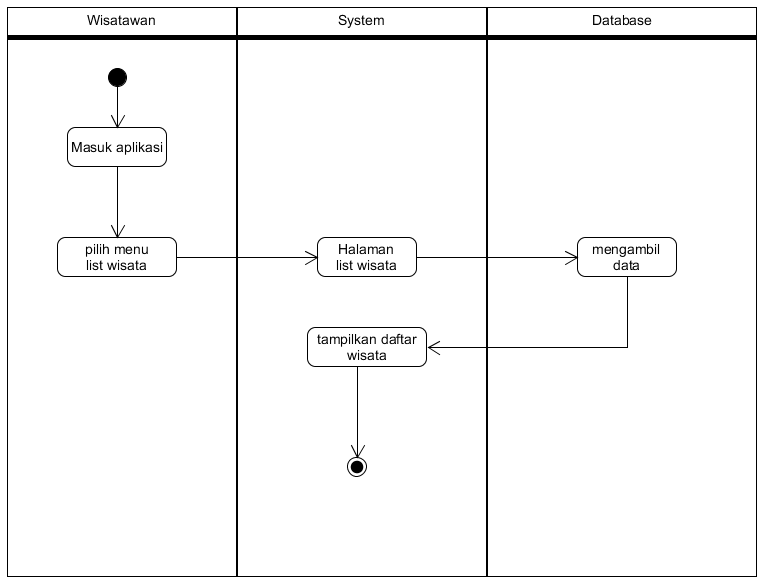 Wisatawan
System
Database
Masuk aplikasi
pilih menu
list wisata
Halaman
list wisata
mengambil
data
tampilkan daftar
wisata